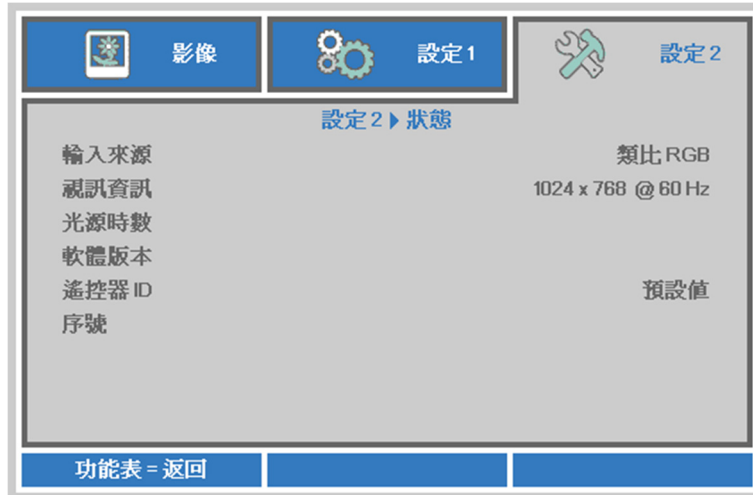 影像 設定1 設定2
設定2 ▶ 狀態
輸入來源 類比 RGB
視訊資訊 1024 x 768 @ 60 Hz
光源時數
軟體版本
遙控器 ID 預設值
序號
功能表 = 返回